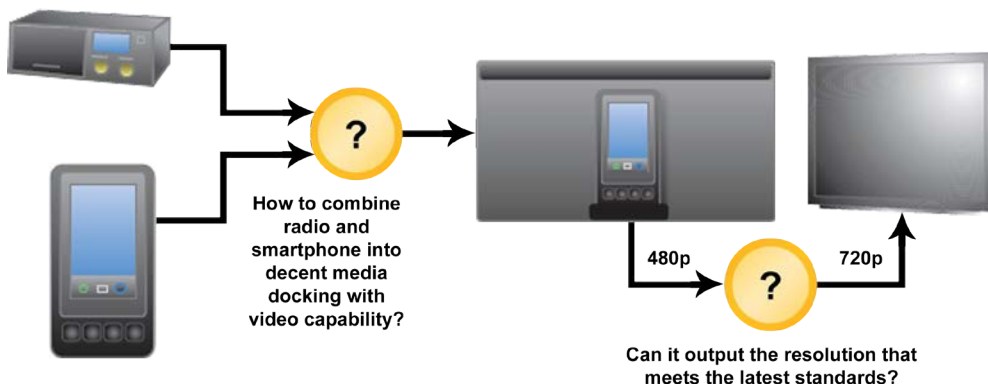 ?
How to combine
radio and
smartphone into
decent media
docking with
video capability?
480p
?
720p
Can it output the resolution that
meets the latest standards?